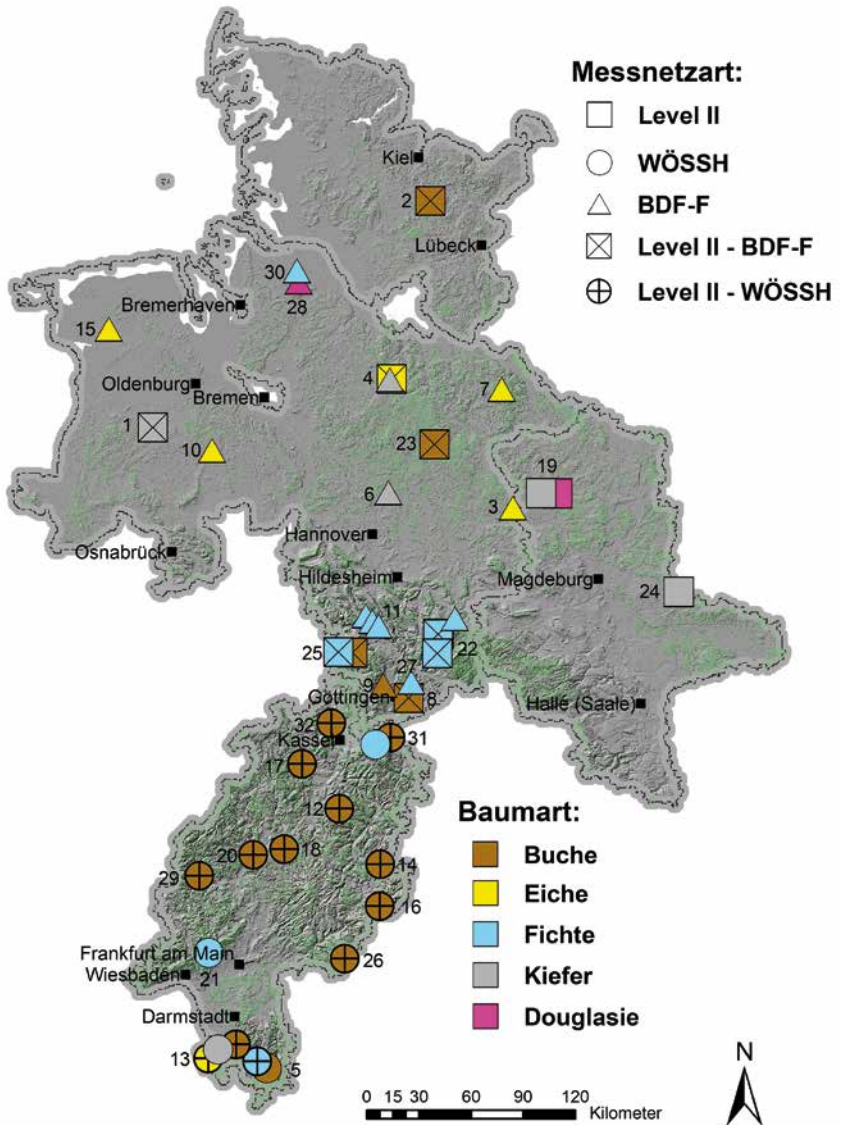 Messnetzart:
Level II
WÖSSH
BDF-F
Level II - BDF-F
Level II - WÖSSH
Kiel
2
Lübeck
30
Bremerhaven
28
15
Oldenburg
Bremen
4
7
1
10
23
19
6
3
Hannover
Osnabrück
Hildesheim
Magdeburg
24
11
25
22
27
9
Göttingen
8
Halle (Saale)
32
Kassel
31
17
12
20
18
14
29
16
Frankfurt am Main
Wiesbaden
21
26
Darmstadt
13
5
Baumart:
Buche
Eiche
Fichte
Kiefer
Douglasie
N
0 15 30 60 90 120
Kilometer